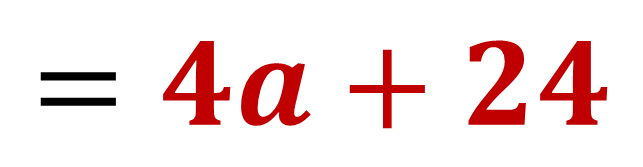 = 4a + 24